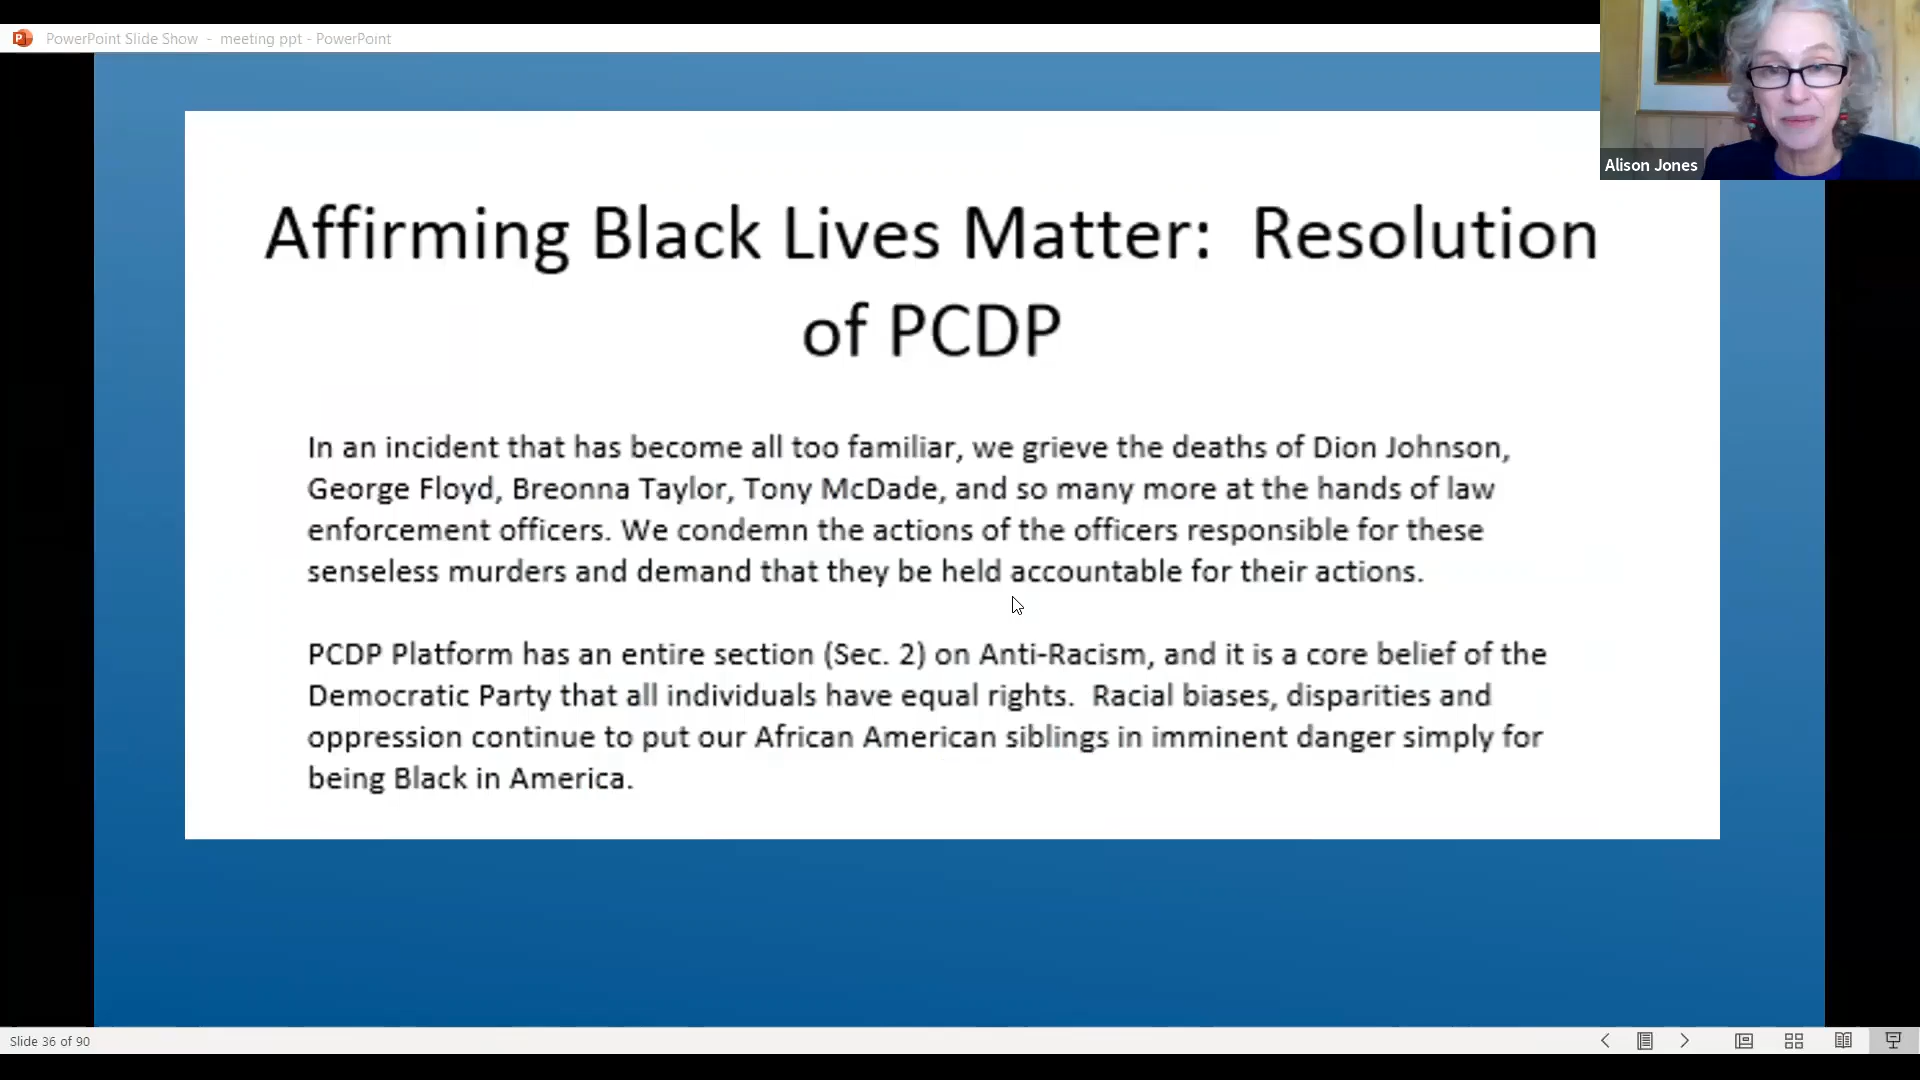 PowerPoint Slide Show - meeting ppt - PowerPoint
Alison Jones
Affirming Black Lives Matter: Resolution
of PCDP
In an incident that has become all too familiar, we grieve the deaths of Dion Johnson,
George Floyd, Breonna Taylor, Tony McDade, and so many more at the hands of law
enforcement officers. We condemn the actions of the officers responsible for these
senseless murders and demand that they be held accountable for their actions.
PCDP Platform has an entire section (Sec. 2) on Anti-Racism, and it is a core belief of the
Democratic Party that all individuals have equal rights. Racial biases, disparities and
oppression continue to put our African American siblings in imminent danger simply for
being Black in America.
Slide 36 of 90